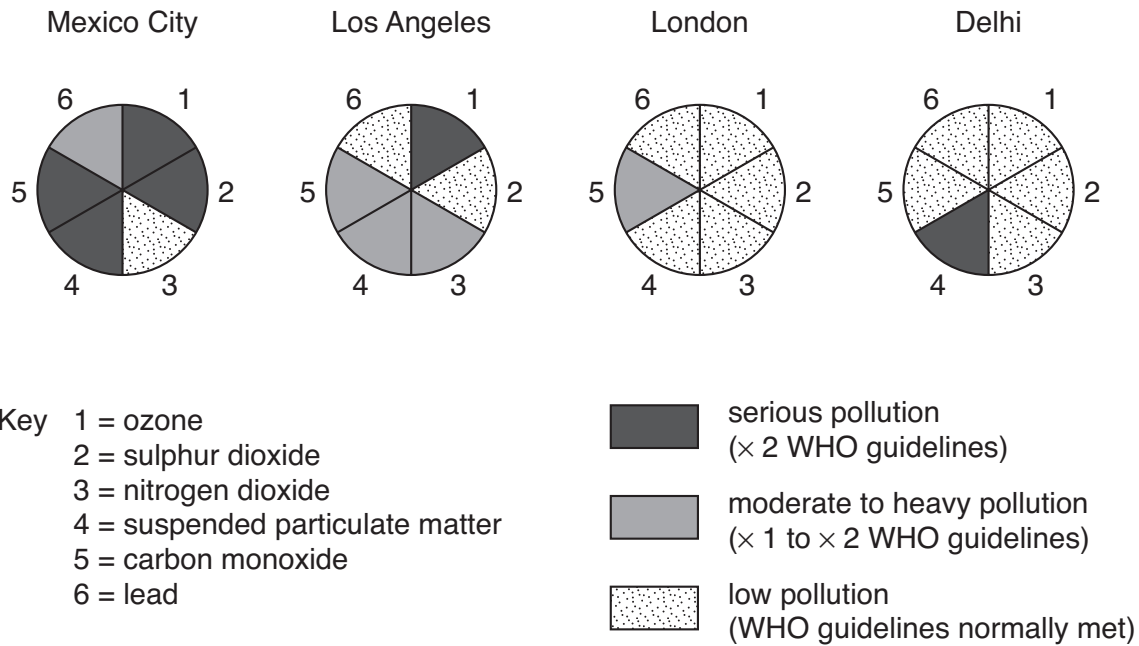 Mexico City
Los Angeles
London
Delhi
6 1
5 2
4 3
6 1
5 2
4 3
6 1
5 2
4 3
6 1
5 2
4 3
Key 1 = ozone
2 = sulphur dioxide
3 = nitrogen dioxide
4 = suspended particulate matter
5 = carbon monoxide
6 = lead
serious pollution
(× 2 WHO guidelines)
moderate to heavy pollution
(× 1 to × 2 WHO guidelines)
low pollution
(WHO guidelines normally met)